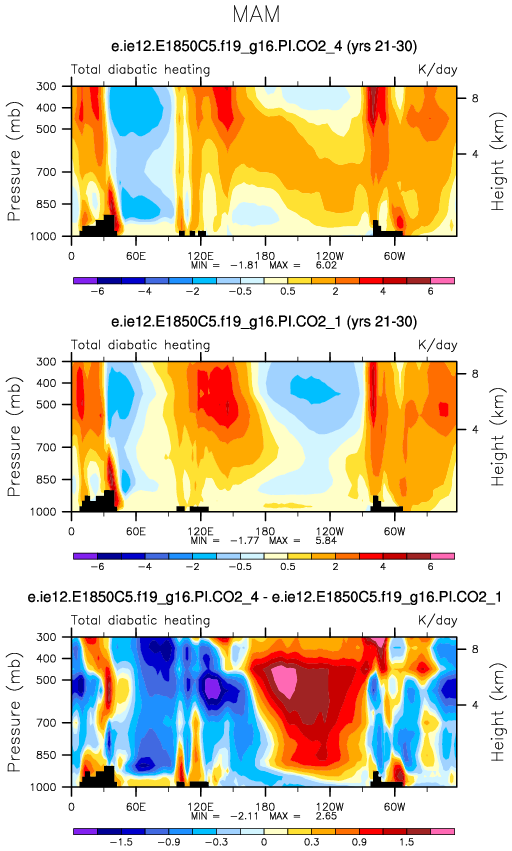 MAM
e.ie12.E1850C5.f19_g16.PI.CO2_4 (yrs 21-30)
Total diabatic heating K/day
Pressure (mb)
300
400
500
700
850
1000
8
4
Height (km)
0 60E 120E 180 120W 60W
MIN = -1.81 MAX = 6.02
-6 -4 -2 -0.5 0.5 2 4 6
e.ie12.E1850C5.f19_g16.PI.CO2_1 (yrs 21-30)
Total diabatic heating K/day
Pressure (mb)
300
400
500
700
850
1000
8
4
Height (km)
0 60E 120E 180 120W 60W
MIN = -1.77 MAX = 5.84
-6 -4 -2 -0.5 0.5 2 4 6
e.ie12.E1850C5.f19_g16.PI.CO2_4 - e.ie12.E1850C5.f19_g16.PI.CO2_1
Total diabatic heating K/day
Pressure (mb)
300
400
500
700
850
1000
8
4
Height (km)
0 60E 120E 180 120W 60W
MIN = -2.11 MAX = 2.65
-1.5 -0.9 -0.3 0 0.3 0.9 1.5